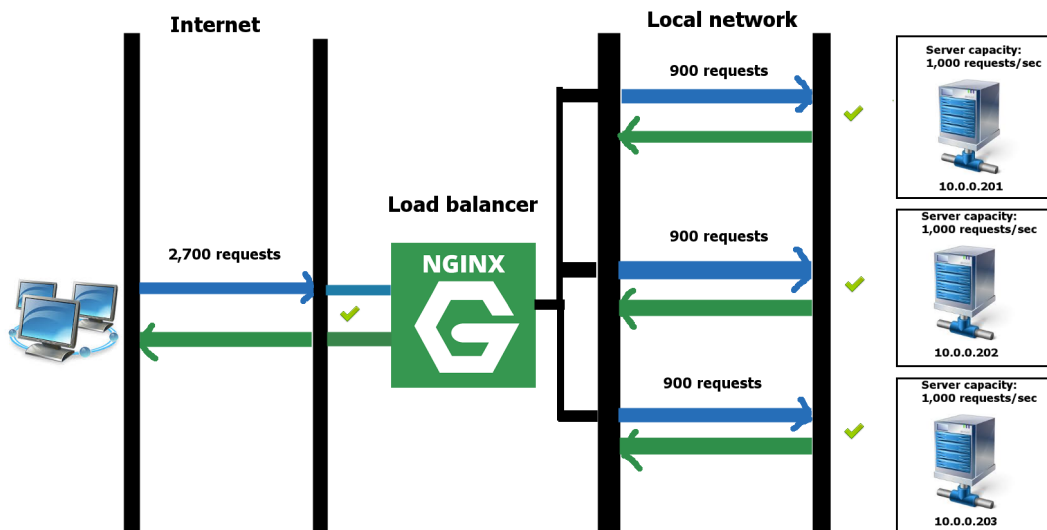 Internet
Local network
Server capacity:
1,000 requests/sec
900 requests
10.0.0.201
Load balancer
Server capacity:
1,000 requests/sec
900 requests
2,700 requests
NGINX
10.0.0.202
Server capacity:
1,000 requests/sec
900 requests
10.0.0.203